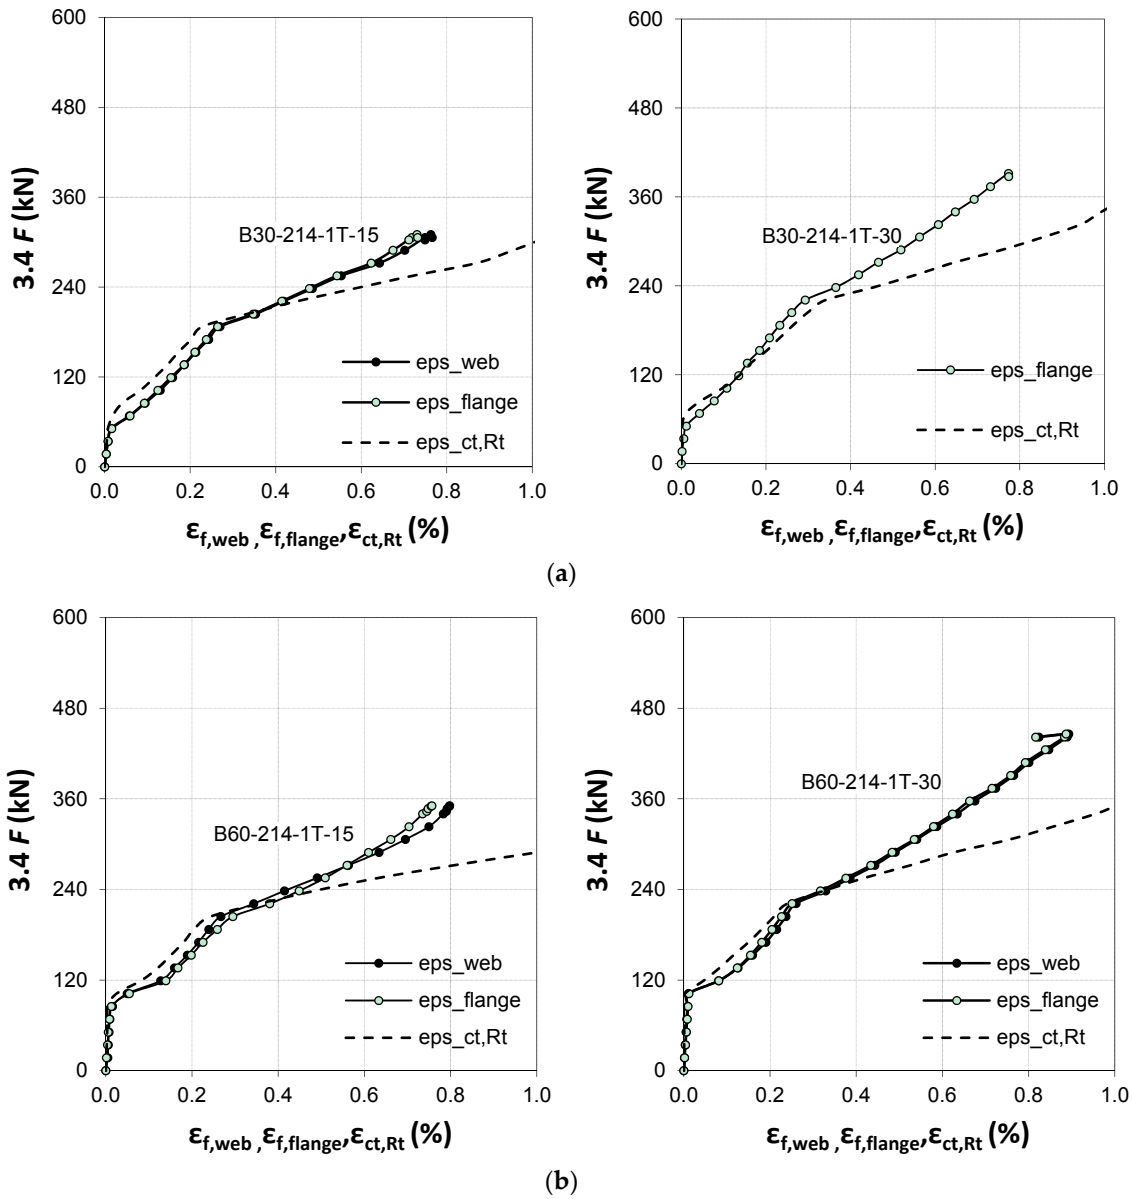 600
480
360
240
120
0
3.4 F (kN)
B30-214-1T-15
eps_web
eps_flange
eps_ct,Rt
0.0 0.2 0.4 0.6 0.8 1.0
εf,web ,εf,flange,εct,Rt (%)
600
480
360
240
120
0
3.4 F (kN)
B30-214-1T-30
eps_flange
eps_ct,Rt
0.0 0.2 0.4 0.6 0.8 1.0
εf,web ,εf,flange,εct,Rt (%)
(a)
600
480
360
240
120
0
3.4 F (kN)
B60-214-1T-15
eps_web
eps_flange
eps_ct,Rt
0.0 0.2 0.4 0.6 0.8 1.0
εf,web ,εf,flange,εct,Rt (%)
600
480
360
240
120
0
3.4 F (kN)
B60-214-1T-30
eps_web
eps_flange
eps_ct,Rt
0.0 0.2 0.4 0.6 0.8 1.0
εf,web ,εf,flange,εct,Rt (%)
(b)